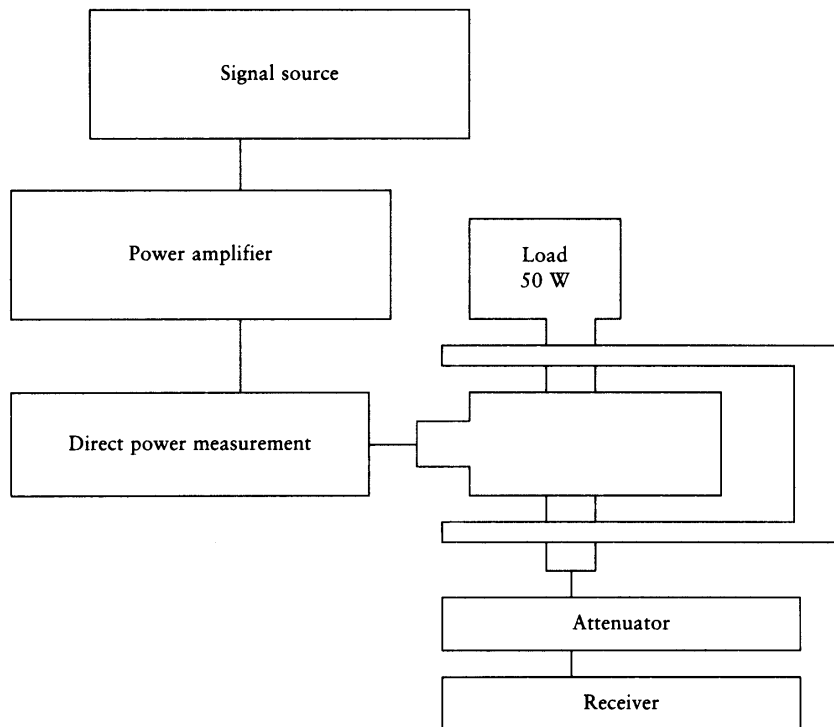 Signal source
Power amplifier
Load
50 W
Direct power measurement
Attenuator
Receiver